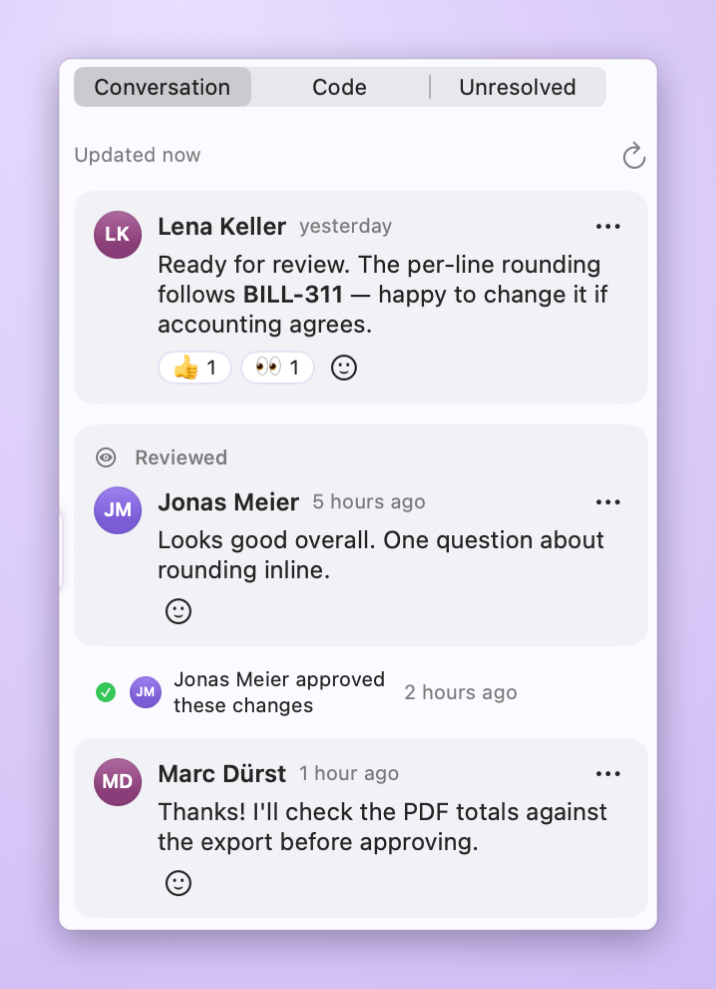 Conversation
Code
Unresolved
Updated now
LK
Lena Keller yesterday
Ready for review. The per-line rounding
follows BILL-311 — happy to change it if
accounting agrees.
👍 1
👀 1
Reviewed
JM
Jonas Meier 5 hours ago
Looks good overall. One question about
rounding inline.
JM
Jonas Meier approved
these changes
2 hours ago
MD
Marc Dürst 1 hour ago
Thanks! I'll check the PDF totals against
the export before approving.